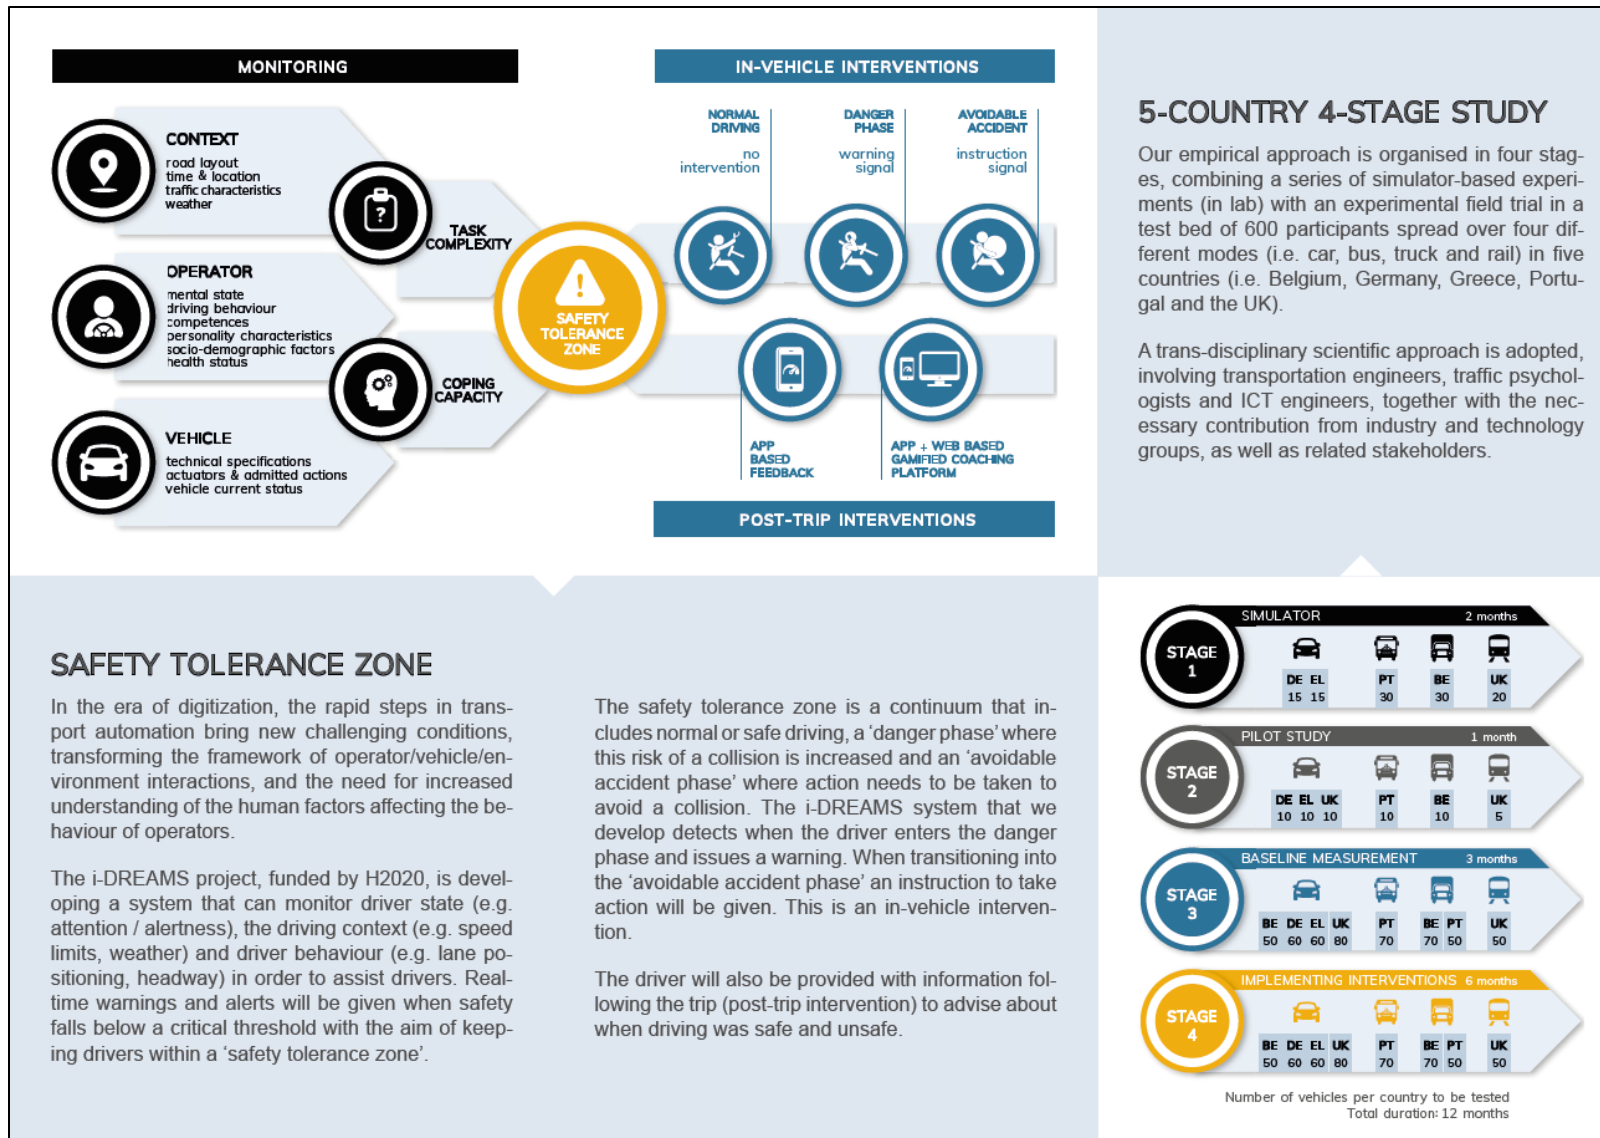 MONITORING
CONTEXT
road layout
time & location
traffic characteristics
weather
?
TASK
COMPLEXITY
OPERATOR
mental state
driving behaviour
competences
personality characteristics
socio-demographic factors
health status
COPING
CAPACITY
VEHICLE
technical specifications
actuators & admitted actions
vehicle current status
SAFETY
TOLERANCE
ZONE
IN-VEHICLE INTERVENTIONS
NORMAL
DRIVING
no
intervention
DANGER
PHASE
warning
signal
AVOIDABLE
ACCIDENT
instruction
signal
APP
BASED
FEEDBACK
APP + WEB BASED
GAMIFIED COACHING
PLATFORM
POST-TRIP INTERVENTIONS
5-COUNTRY 4-STAGE STUDY
Our empirical approach is organised in four stag-
es, combining a series of simulator-based experi-
ments (in lab) with an experimental field trial in a
test bed of 600 participants spread over four dif-
ferent modes (i.e. car, bus, truck and rail) in five
countries (i.e. Belgium, Germany, Greece, Portu-
gal and the UK).
A trans-disciplinary scientific approach is adopted,
involving transportation engineers, traffic psychol-
ogists and ICT engineers, together with the nec-
essary contribution from industry and technology
groups, as well as related stakeholders.
SAFETY TOLERANCE ZONE
In the era of digitization, the rapid steps in trans-
port automation bring new challenging conditions,
transforming the framework of operator/vehicle/en-
vironment interactions, and the need for increased
understanding of the human factors affecting the be-
haviour of operators.
The i-DREAMS project, funded by H2020, is devel-
oping a system that can monitor driver state (e.g.
attention / alertness), the driving context (e.g. speed
limits, weather) and driver behaviour (e.g. lane po-
sitioning, headway) in order to assist drivers. Real-
time warnings and alerts will be given when safety
falls below a critical threshold with the aim of keep-
ing drivers within a ‘safety tolerance zone’.
The safety tolerance zone is a continuum that in-
cludes normal or safe driving, a ‘danger phase’ where
this risk of a collision is increased and an ‘avoidable
accident phase’ where action needs to be taken to
avoid a collision. The i-DREAMS system that we
develop detects when the driver enters the danger
phase and issues a warning. When transitioning into
the ‘avoidable accident phase’ an instruction to take
action will be given. This is an in-vehicle interven-
tion.
The driver will also be provided with information fol-
lowing the trip (post-trip intervention) to advise about
when driving was safe and unsafe.
STAGE
1
SIMULATOR 2 months
DE EL PT BE UK
15 15 30 30 20
STAGE
2
PILOT STUDY 1 month
DE EL UK PT BE UK
10 10 10 10 10 5
STAGE
3
BASELINE MEASUREMENT 3 months
BE DE EL UK PT BE PT UK
50 60 60 80 70 70 50 50
STAGE
4
IMPLEMENTING INTERVENTIONS 6 months
BE DE EL UK PT BE PT UK
50 60 60 80 70 70 50 50
Number of vehicles per country to be tested
Total duration: 12 months